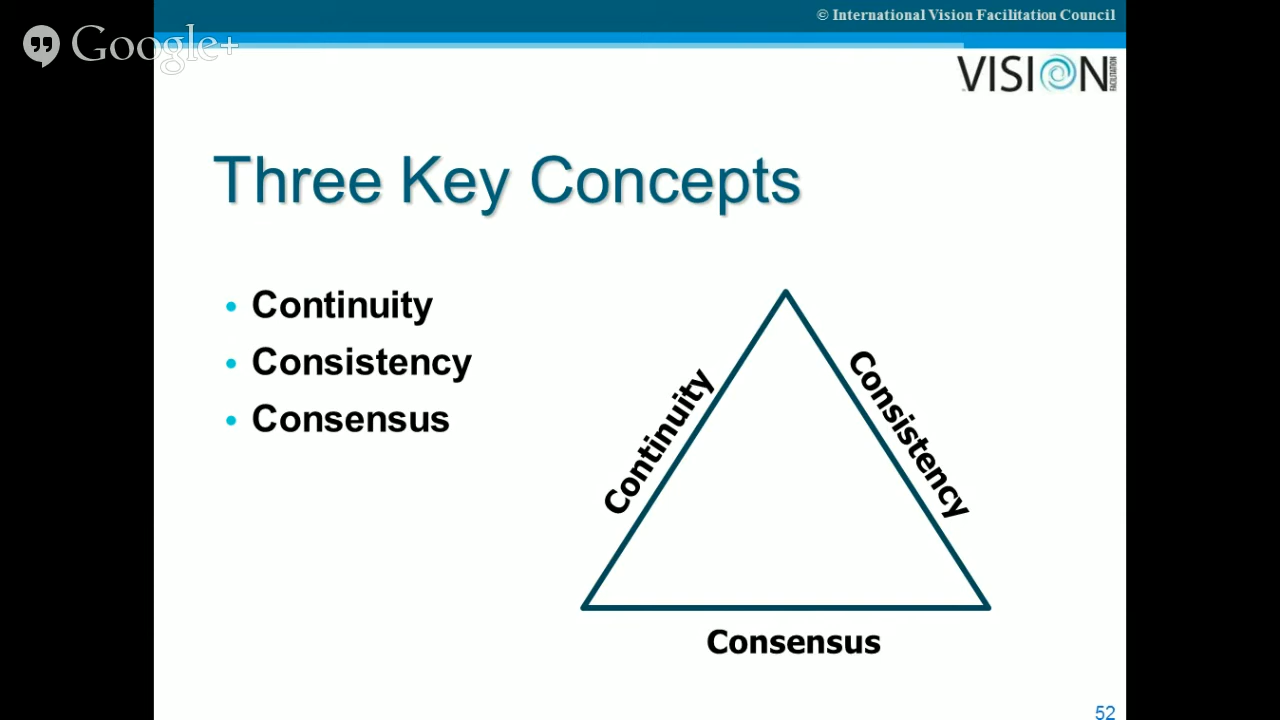 © International Vision Facilitation Council
Google+
VISION
FACILITATION
Three Key Concepts
Continuity
Consistency
Consensus
Continuity
Consistency
Consensus
52